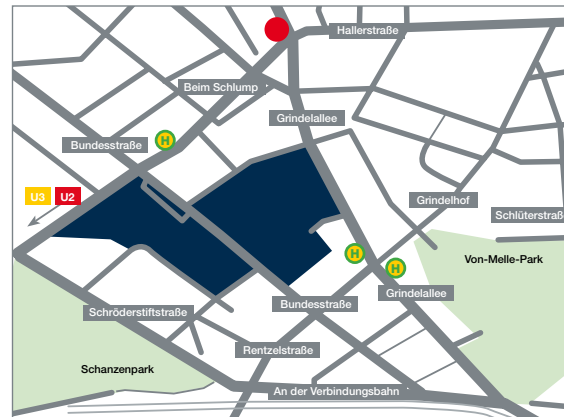 Hallerstraße
Beim Schlump
Grindelallee
H
Bundesstraße
U3
U2
Grindelhof
Schlüterstraße
H
H
Von-Melle-Park
Grindelallee
Bundesstraße
Schröderstiftstraße
Rentzelstraße
Schanzenpark
An der Verbindungsbahn